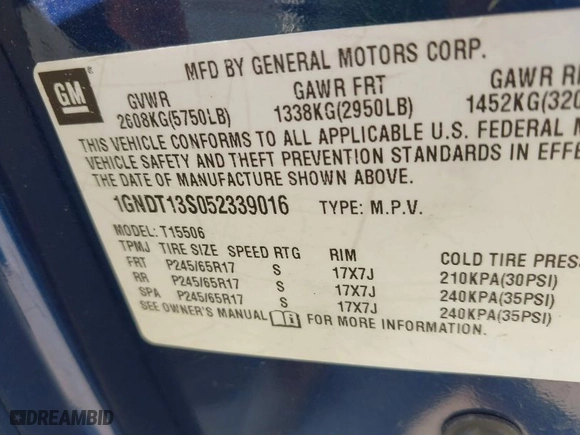 MFD BY GENERAL MOTORS CORP.
GM
GVWR GAWR FRT GAWR
2608KG(5750LB) 1338KG(2950LB) 1452KG(320
THIS VEHICLE CONFORMS TO ALL APPLICABLE U.S. FEDERAL
VEHICLE SAFETY AND THEFT PREVENTION STANDARDS IN EFFE
THE DATE OF MANUFACTURE SHOWN ABOVE.
1GNDT13S052339016 TYPE: M.P.V.
MODEL: T15506
TPMJ TIRE SIZE SPEED RTG RIM COLD TIRE PRES
FRT P245/65R17 S 17X7J 210KPA(30PSI)
RR P245/65R17 S 17X7J 240KPA(35PSI)
SPA P245/65R17 S 17X7J 240KPA(35PSI)
SEE OWNER'S MANUAL FOR MORE INFORMATION.
DREAMBID